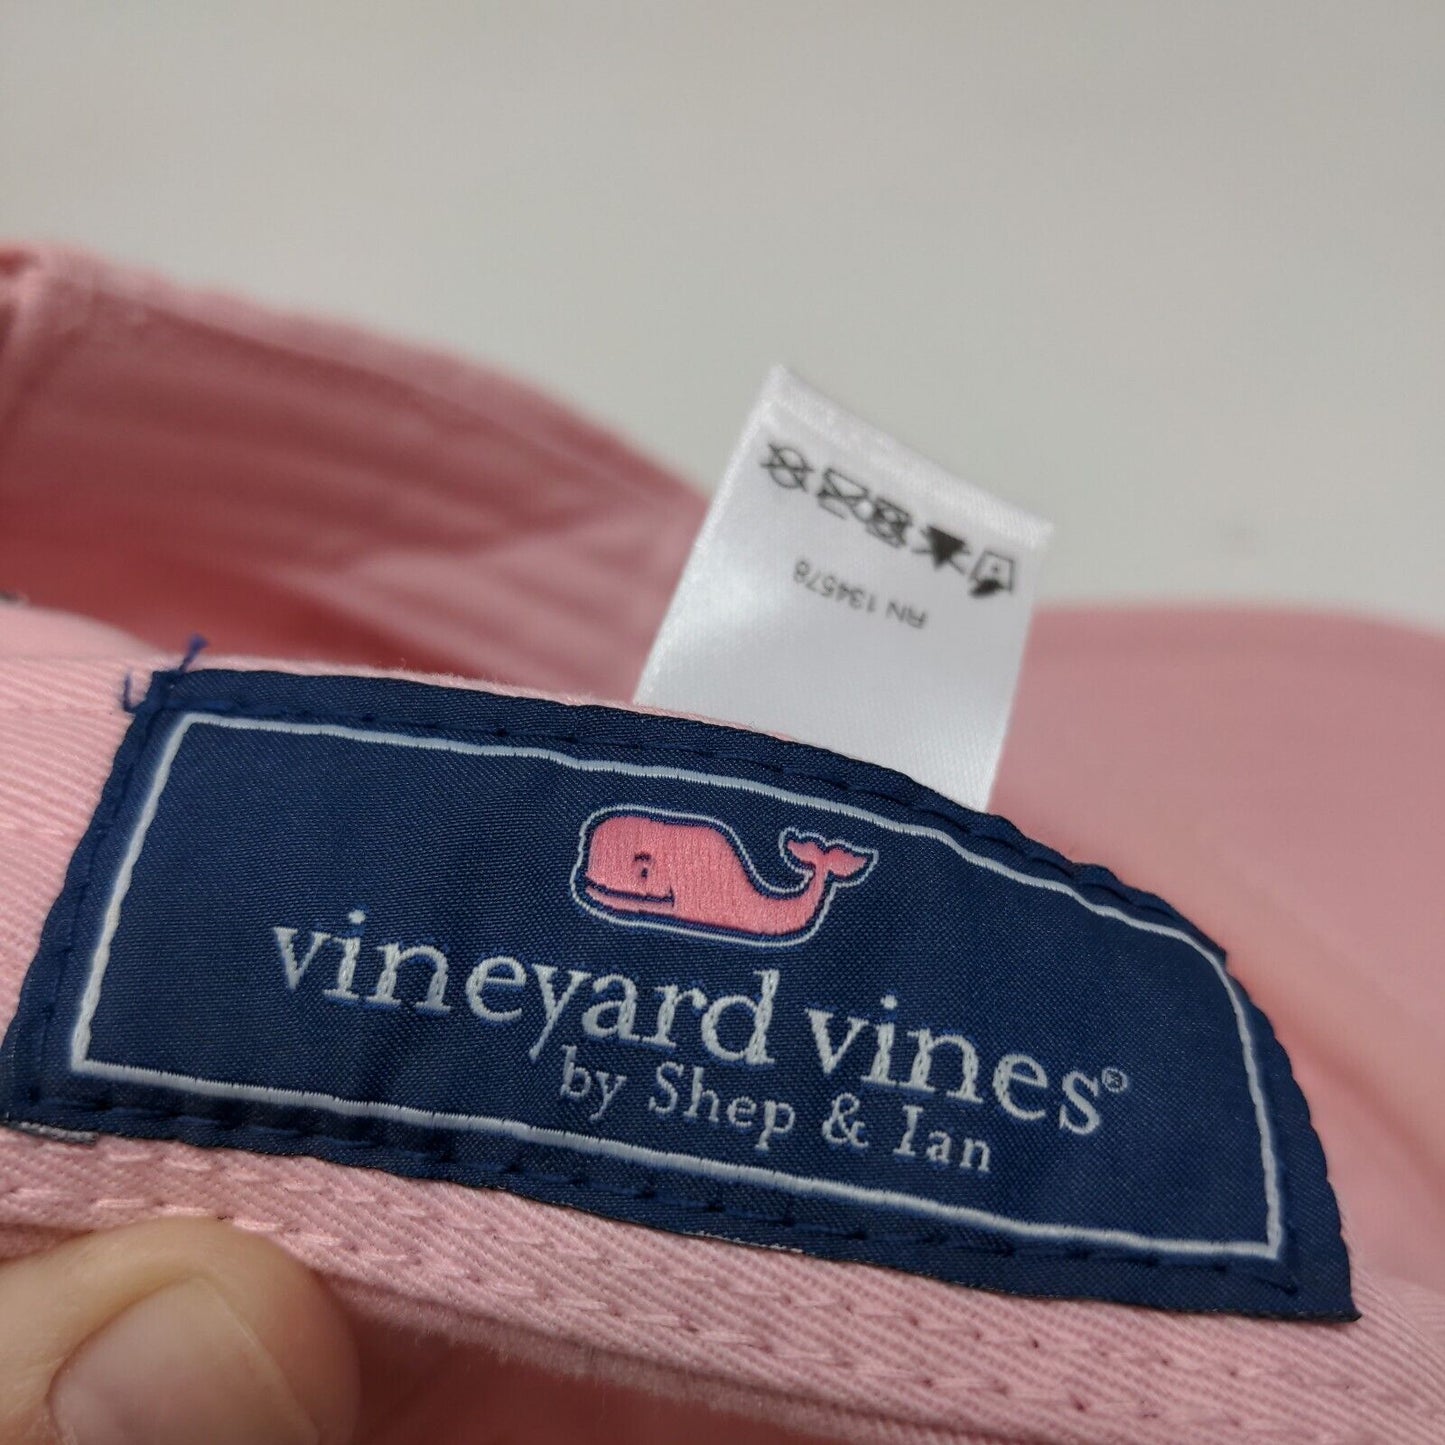 RN 134578
vineyard vines®
by Shep & Ian